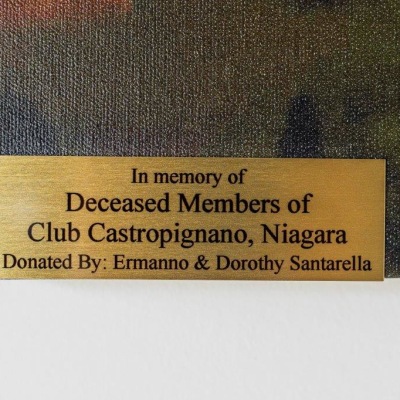 In memory of
Deceased Members of
Club Castropignano, Niagara
Donated By: Ermanno & Dorothy Santarella